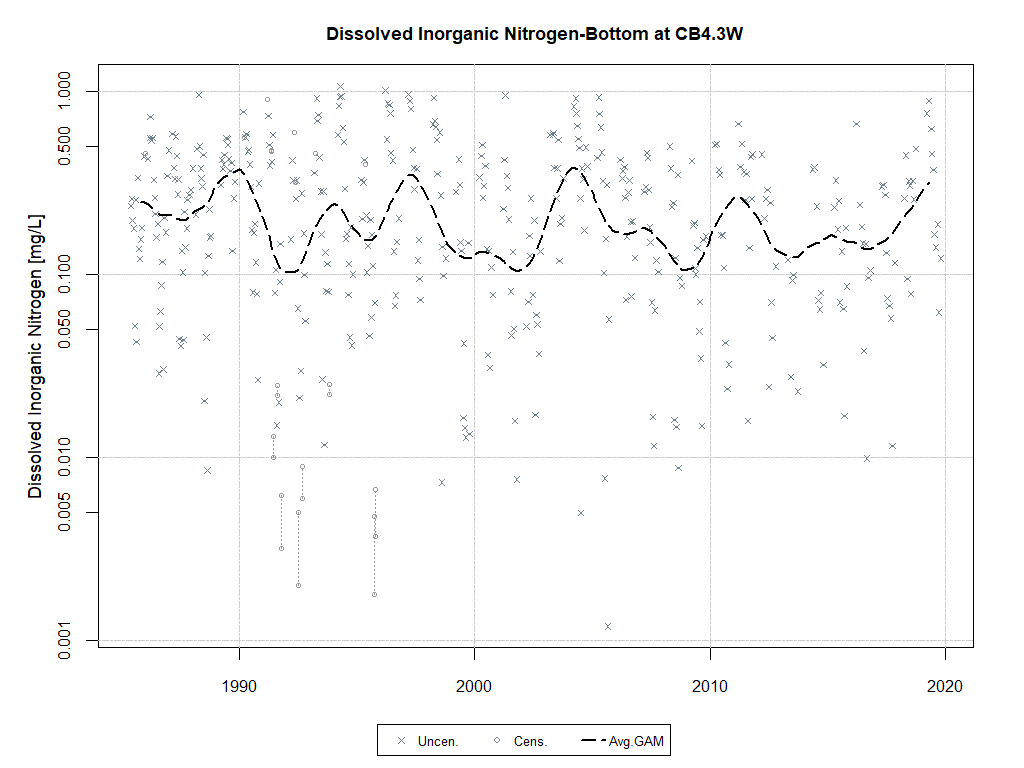 Dissolved Inorganic Nitrogen-Bottom at CB4.3W
Dissolved Inorganic Nitrogen [mg/L]
1.000
0.500
0.100
0.050
0.010
0.005
0.001
1990
2000
2010
2020
Uncen.
Cens.
Avg.GAM